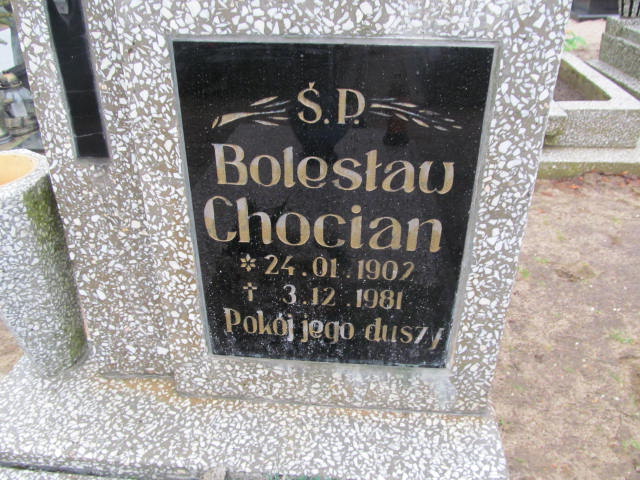 Ś.P.
Bolesław
Chocian
* 24.01.1902
† 3.12.1981
Pokój jego duszy